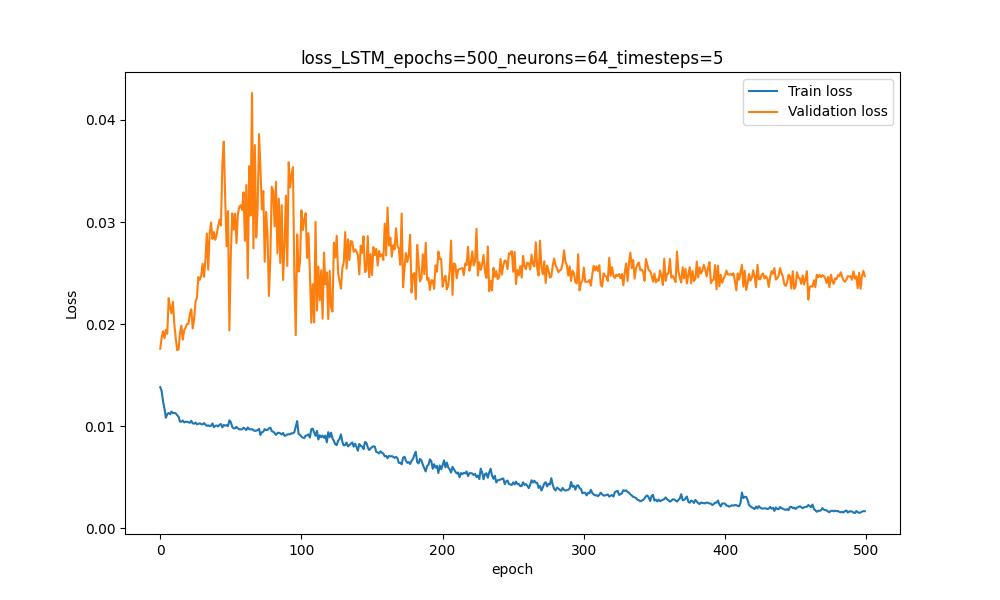 loss_LSTM_epochs=500_neurons=64_timesteps=5
Train loss
Validation loss
0.04
0.03
0.02
0.01
0.00
Loss
0 100 200 300 400 500
epoch